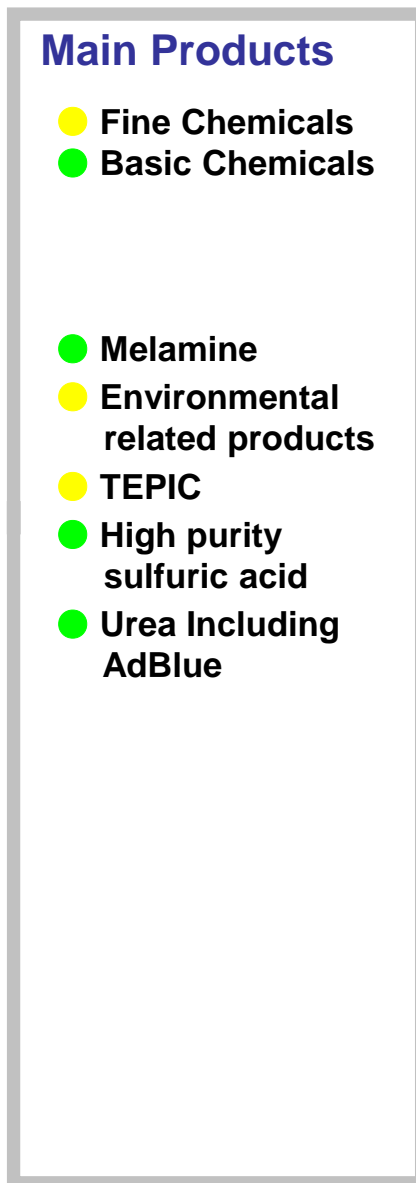 Main Products
Fine Chemicals
Basic Chemicals
Melamine
Environmental
related products
TEPIC
High purity
sulfuric acid
Urea Including
AdBlue